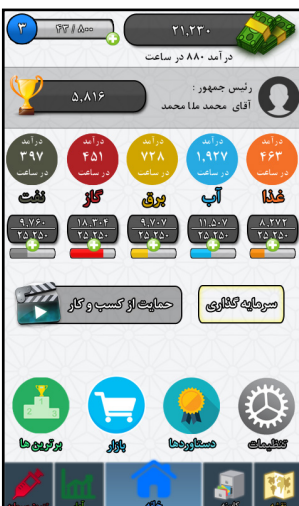 ۳
۴۳ / ۸۰۰
۲۱,۲۳۰
در آمد ۸۸۰ در ساعت
۵,۸۱۶
رئیس جمهور :
آقای محمد ملا محمد
درآمد درآمد درآمد درآمد درآمد
۴۶۳ ۱,۹۲۷ ۷۲۸ ۴۵۱ ۳۹۷
در ساعت در ساعت در ساعت در ساعت در ساعت
غذا آب برق گاز نفت
۸,۲۷۲ ۱۱,۵۰۷ ۹,۷۰۷ ۱۸,۳۰۴ ۹,۷۶۰
۲۵,۲۵۰ ۲۵,۲۵۰ ۲۵,۲۵۰ ۲۵,۲۵۰ ۲۵,۲۵۰
سرمایه گذاری
حمایت از کسب و کار
تنظیمات دستاوردها بازار برترین ها
خانه